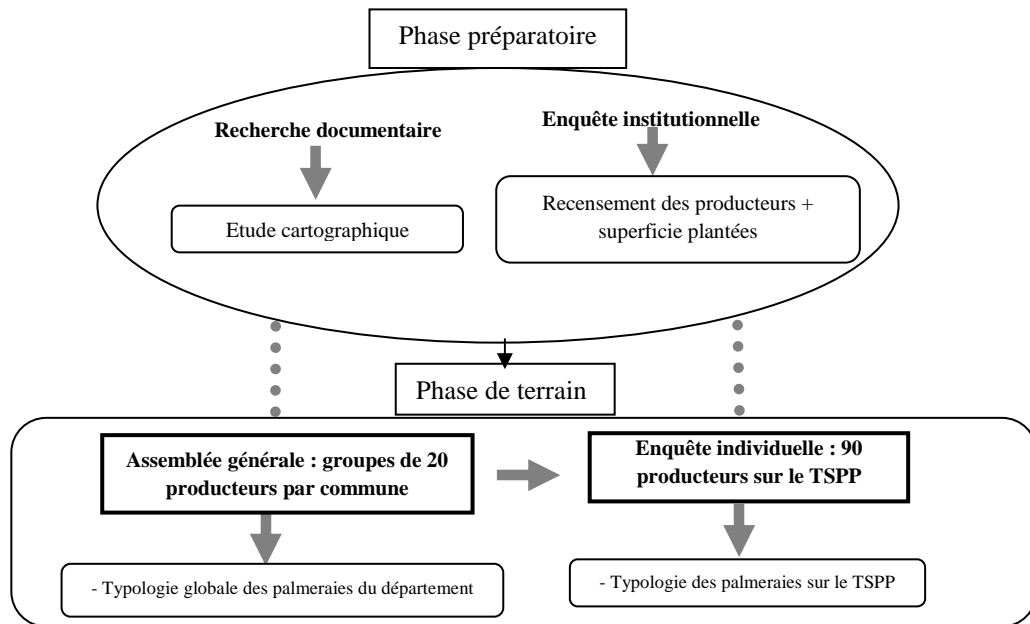 Phase préparatoire
Recherche documentaire
Etude cartographique
Enquête institutionnelle
Recensement des producteurs +
superficie plantées
Phase de terrain
Assemblée générale : groupes de 20
producteurs par commune
Enquête individuelle : 90
producteurs sur le TSPP
- Typologie globale des palmeraies du département
- Typologie des palmeraies sur le TSPP